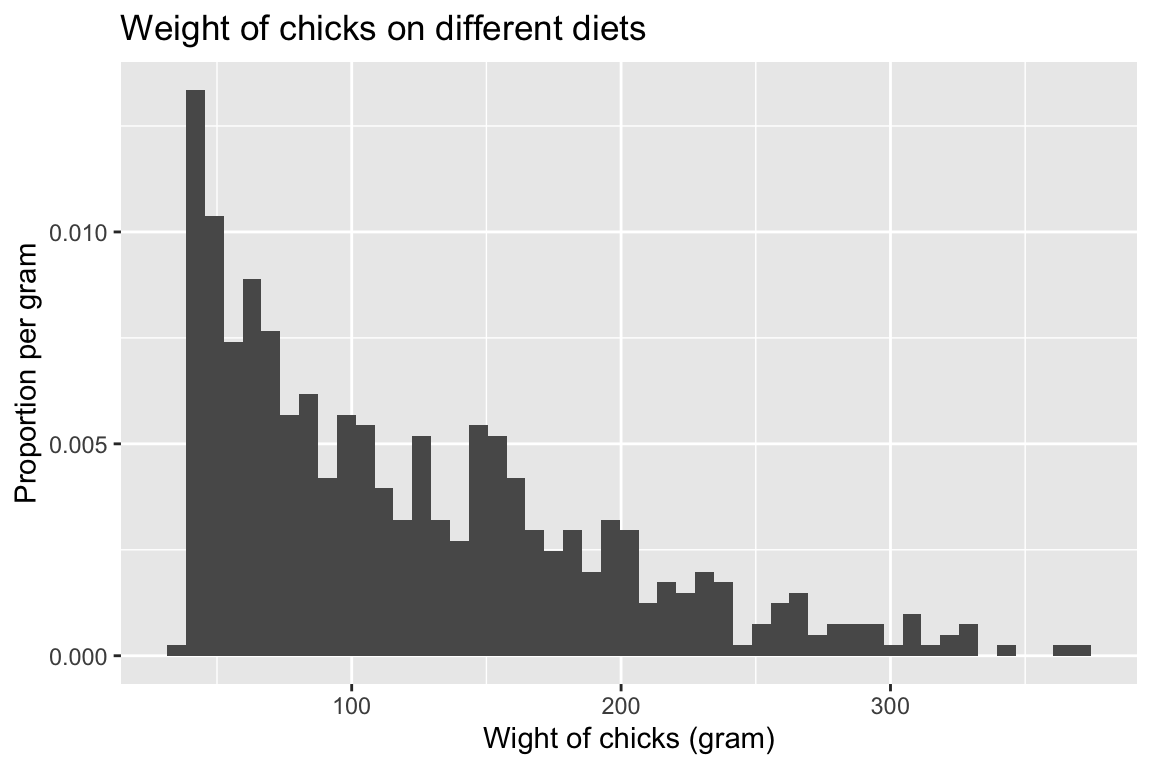 Weight of chicks on different diets
Proportion per gram
0.010
0.005
0.000
100
200
300
Wight of chicks (gram)